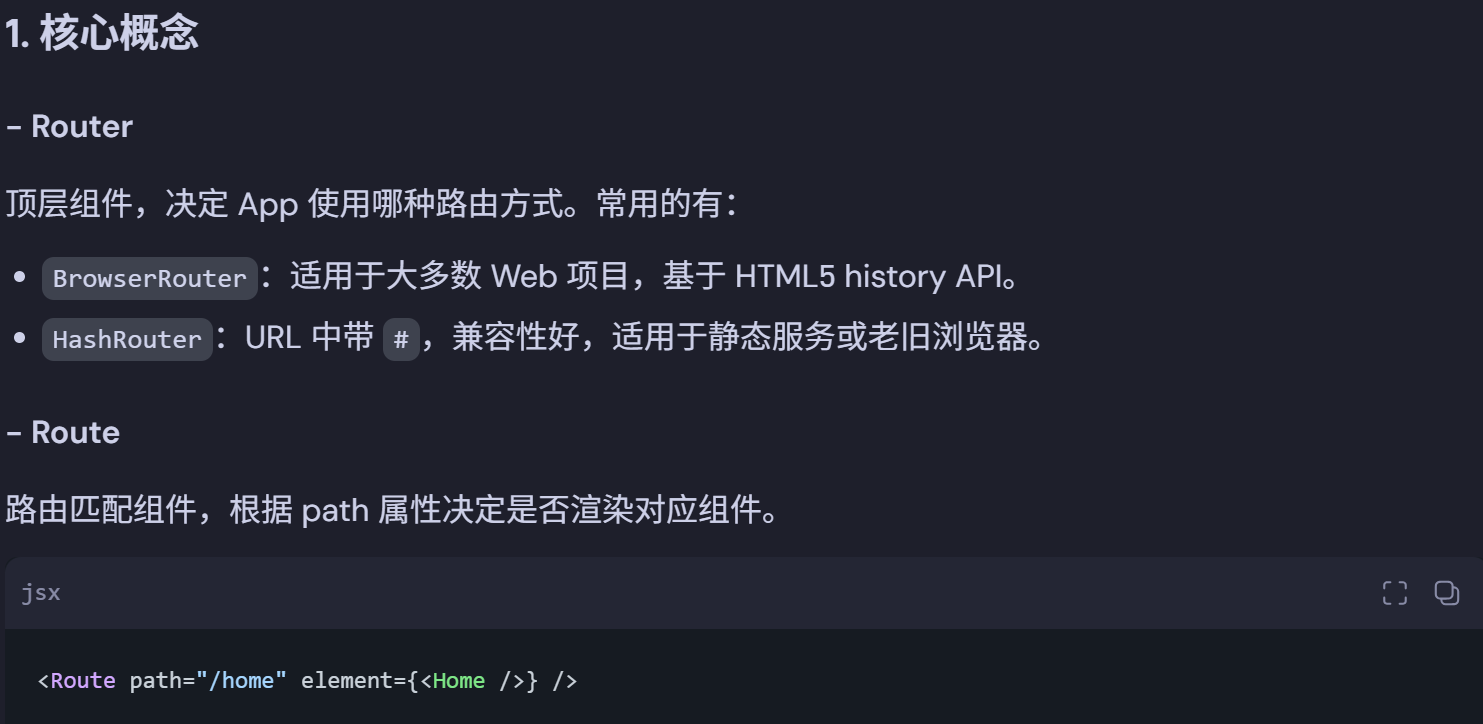 1. 核心概念
- Router
顶层组件，决定 App 使用哪种路由方式。常用的有：
• BrowserRouter：适用于大多数 Web 项目，基于 HTML5 history API。
• HashRouter：URL 中带 #，兼容性好，适用于静态服务或老旧浏览器。
- Route
路由匹配组件，根据 path 属性决定是否渲染对应组件。
jsx
<Route path="/home" element={<Home />} />